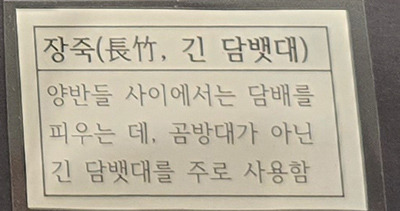 장죽(長竹, 긴 담뱃대)
양반들 사이에서는 담배를
피우는 데, 곰방대가 아닌
긴 담뱃대를 주로 사용함